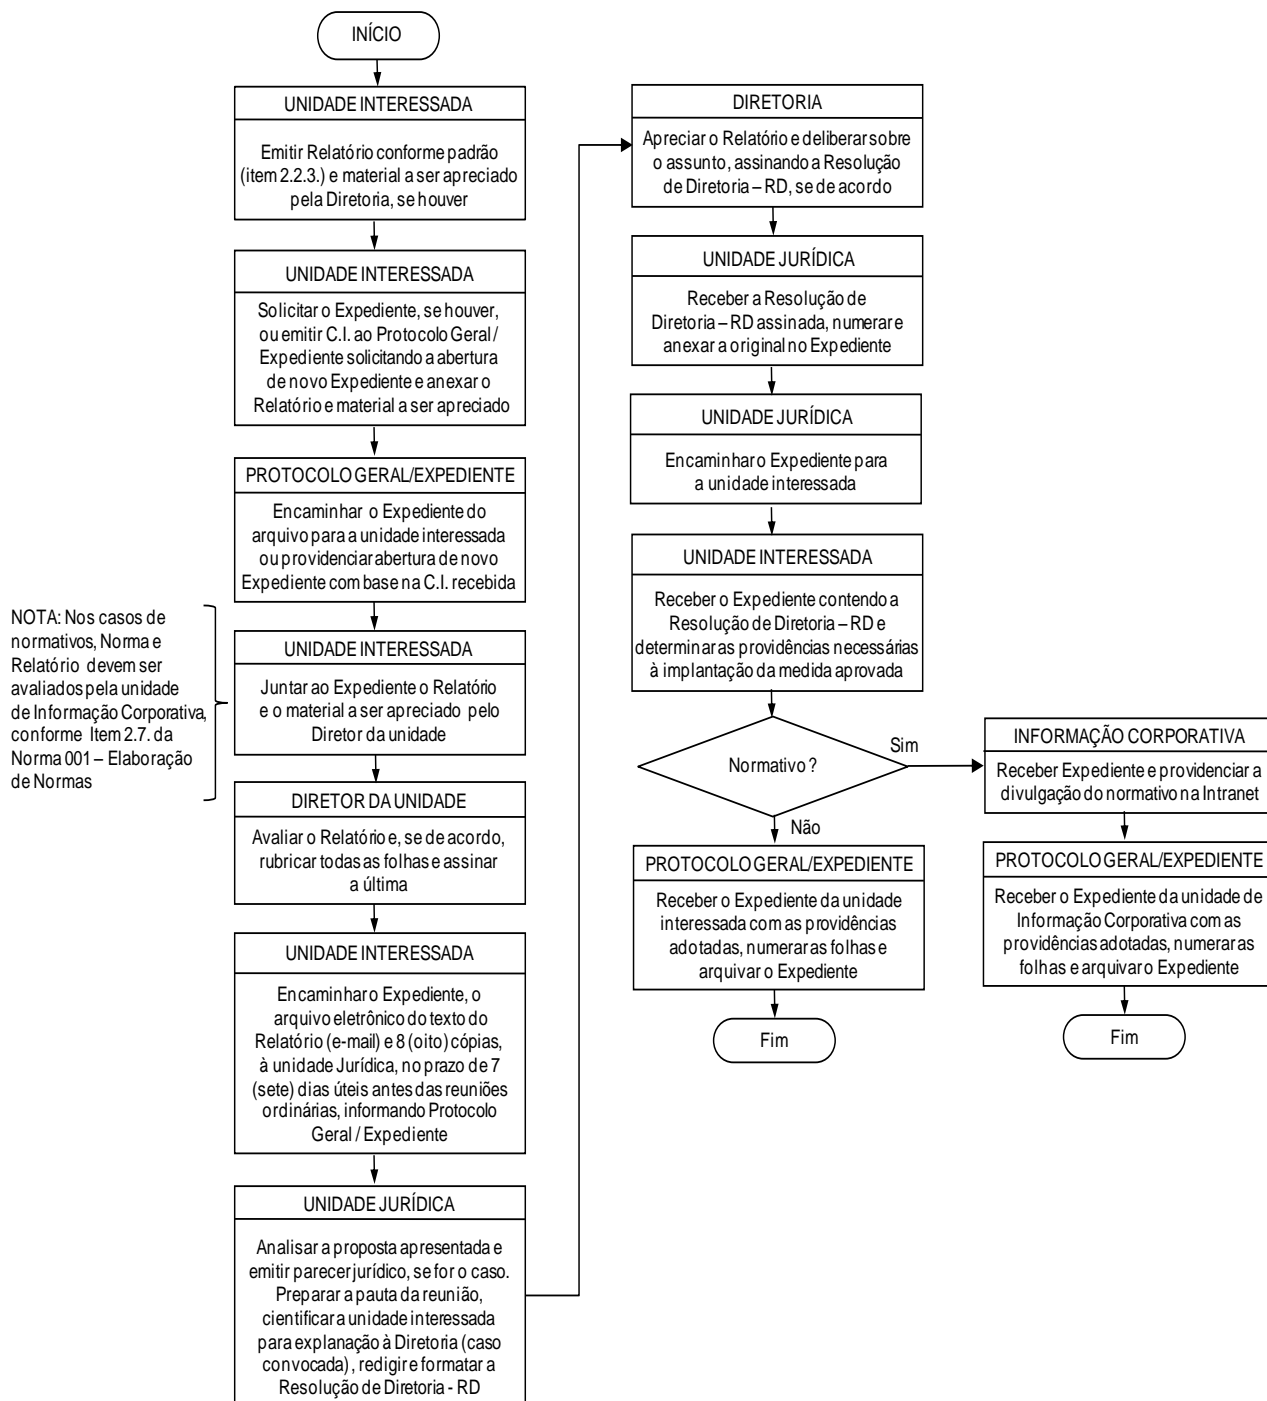 INÍCIO
UNIDADE INTERESSADA
Emitir Relatório conforme padrão
(item 2.2.3.) e material a ser apreciado
pela Diretoria, se houver
UNIDADE INTERESSADA
Solicitar o Expediente, se houver,
ou emitir C.I. ao Protocolo Geral /
Expediente solicitando a abertura
de novo Expediente e anexar o
Relatório e material a ser apreciado
PROTOCOLO GERAL/EXPEDIENTE
Encaminhar o Expediente do
arquivo para a unidade interessada
ou providenciar abertura de novo
Expediente com base na C.I. recebida
NOTA: Nos casos de
normativos, Norma e
Relatório devem ser
avaliados pela unidade
de Informação Corporativa,
conforme Item 2.7. da
Norma 001 – Elaboração
de Normas
UNIDADE INTERESSADA
Juntar ao Expediente o Relatório
e o material a ser apreciado pelo
Diretor da unidade
DIRETOR DA UNIDADE
Avaliar o Relatório e, se de acordo,
rubricar todas as folhas e assinar
a última
UNIDADE INTERESSADA
Encaminhar o Expediente, o
arquivo eletrônico do texto do
Relatório (e-mail) e 8 (oito) cópias,
à unidade Jurídica, no prazo de 7
(sete) dias úteis antes das reuniões
ordinárias, informando Protocolo
Geral / Expediente
UNIDADE JURÍDICA
Analisar a proposta apresentada e
emitir parecer jurídico, se for o caso.
Preparar a pauta da reunião,
cientificar a unidade interessada
para explanação à Diretoria (caso
convocada), redigir e formatar a
Resolução de Diretoria - RD
DIRETORIA
Apreciar o Relatório e deliberar sobre
o assunto, assinando a Resolução
de Diretoria – RD, se de acordo
UNIDADE JURÍDICA
Receber a Resolução de
Diretoria – RD assinada, numerar e
anexar a original no Expediente
UNIDADE JURÍDICA
Encaminhar o Expediente para
a unidade interessada
UNIDADE INTERESSADA
Receber o Expediente contendo a
Resolução de Diretoria – RD e
determinar as providências necessárias
à implantação da medida aprovada
Normativo ?
Sim
Não
PROTOCOLO GERAL/EXPEDIENTE
Receber o Expediente da unidade
interessada com as providências
adotadas, numerar as folhas e
arquivar o Expediente
Fim
INFORMAÇÃO CORPORATIVA
Receber Expediente e providenciar a
divulgação do normativo na Intranet
PROTOCOLO GERAL/EXPEDIENTE
Receber o Expediente da unidade de
Informação Corporativa com as
providências adotadas, numerar as
folhas e arquivar o Expediente
Fim